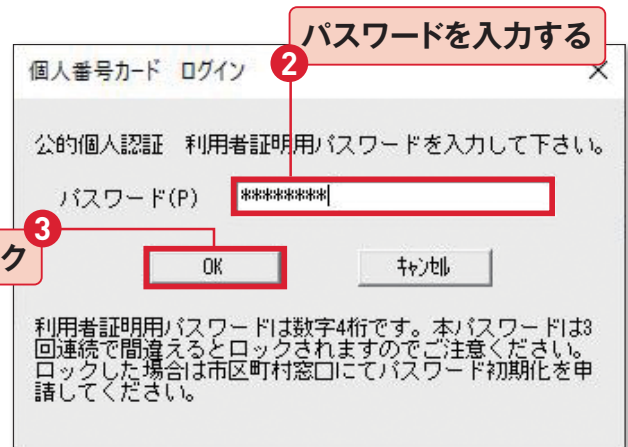 パスワードを入力する
2
個人番号カード ログイン
公的個人認証 利用者証明用パスワードを入力して下さい。
パスワード(P) ********
3
ク
OK キャンセル
利用者証明用パスワードは数字4桁です。本パスワードは3
回連続で間違えるとロックされますのでご注意ください。
ロックした場合は市区町村窓口にてパスワード初期化を申
請してください。